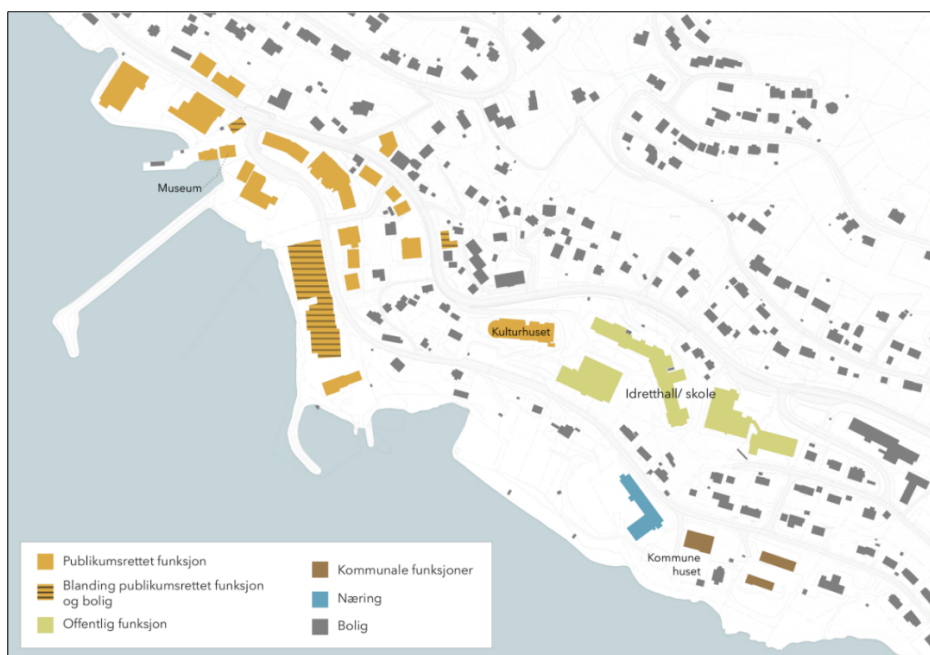 Museum
Kulturhuset
Idretthall/ skole
Kommune
huset
Publikumsrettet funksjon
Blanding publikumsrettet funksjon
og bolig
Offentlig funksjon
Kommunale funksjoner
Næring
Bolig